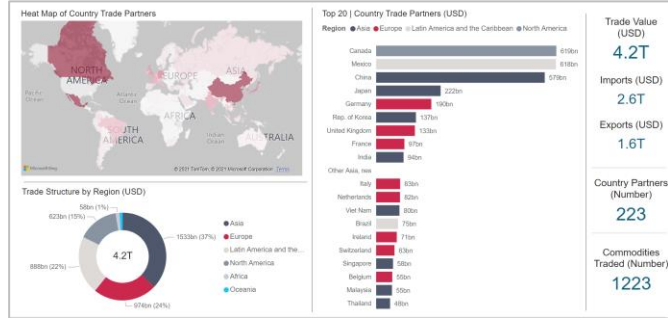 Heat Map of Country Trade Partners
NORTH
AMERICA
EUROPE
ASIA
Pacific
Ocean
Atlantic
Ocean
AFRICA
SOUTH
AMERICA
Indian
Ocean
AUSTRALIA
Microsoft Bing
© 2021 TomTom, © 2021 Microsoft Corporation Terms
Trade Structure by Region (USD)
58bn (1%)
623bn (15%)
1533bn (37%)
4.2T
888bn (22%)
976bn (24%)
Asia
Europe
Latin America and the...
North America
Africa
Oceania
Top 20 | Country Trade Partners (USD)
Region Asia Europe Latin America and the Caribbean North America
Canada 619bn
Mexico 618bn
China 579bn
Japan 222bn
Germany 190bn
Rep. of Korea 137bn
United Kingdom 133bn
France 97bn
India 94bn
Other Asia, nes
Italy 83bn
Netherlands 82bn
Viet Nam 80bn
Brazil 75bn
Ireland 71bn
Switzerland 63bn
Singapore 58bn
Belgium 55bn
Malaysia 55bn
Thailand 48bn
Trade Value
(USD)
4.2T
Imports (USD)
2.6T
Exports (USD)
1.6T
Country Partners
(Number)
223
Commodities
Traded (Number)
1223